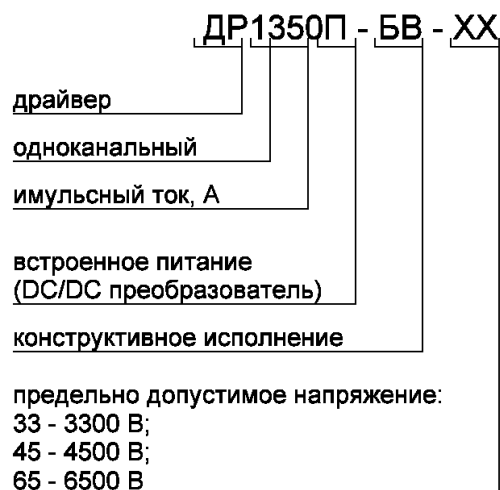 ДР1350П - БВ - ХХ
драйвер
одноканальный
имульсный ток, А
встроенное питание
(DC/DC преобразователь)
конструктивное исполнение
предельно допустимое напряжение:
33 - 3300 В;
45 - 4500 В;
65 - 6500 В